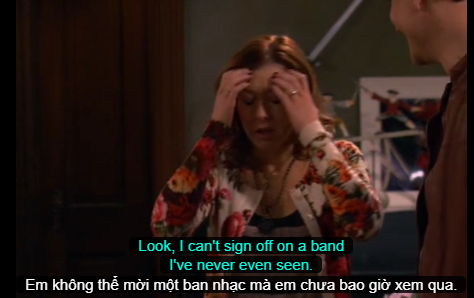 Look, I can't sign off on a band
I've never even seen.
Em không thể mời một ban nhạc mà em chưa bao giờ xem qua.